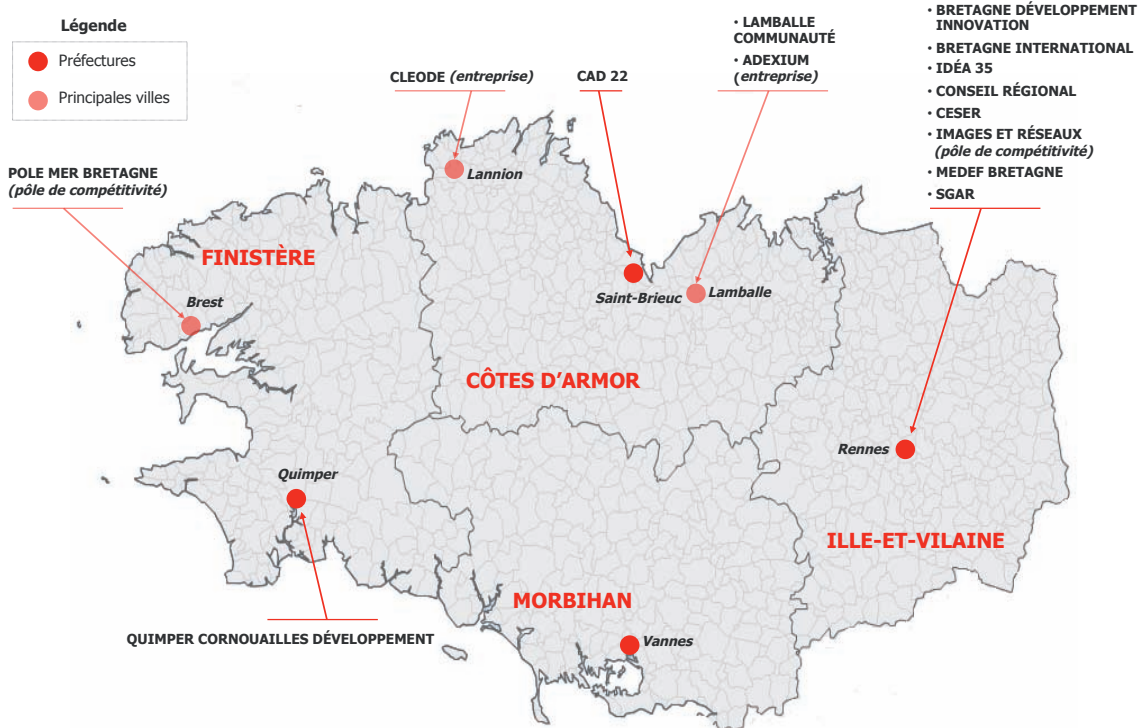 Légende
Préfectures
Principales villes
POLE MER BRETAGNE
(pôle de compétitivité)
CLEODE (entreprise)
CAD 22
· LAMBALLE
COMMUNAUTÉ
· ADEXIUM
(entreprise)
· BRETAGNE DÉVELOPPEMENT
INNOVATION
· BRETAGNE INTERNATIONAL
· IDÉA 35
· CONSEIL RÉGIONAL
· CESER
· IMAGES ET RÉSEAUX
(pôle de compétitivité)
· MEDEF BRETAGNE
· SGAR
Lannion
FINISTÈRE
Brest
Saint-Brieuc
Lamballe
CÔTES D’ARMOR
Rennes
Quimper
ILLE-ET-VILAINE
MORBIHAN
QUIMPER CORNOUAILLES DÉVELOPPEMENT
Vannes